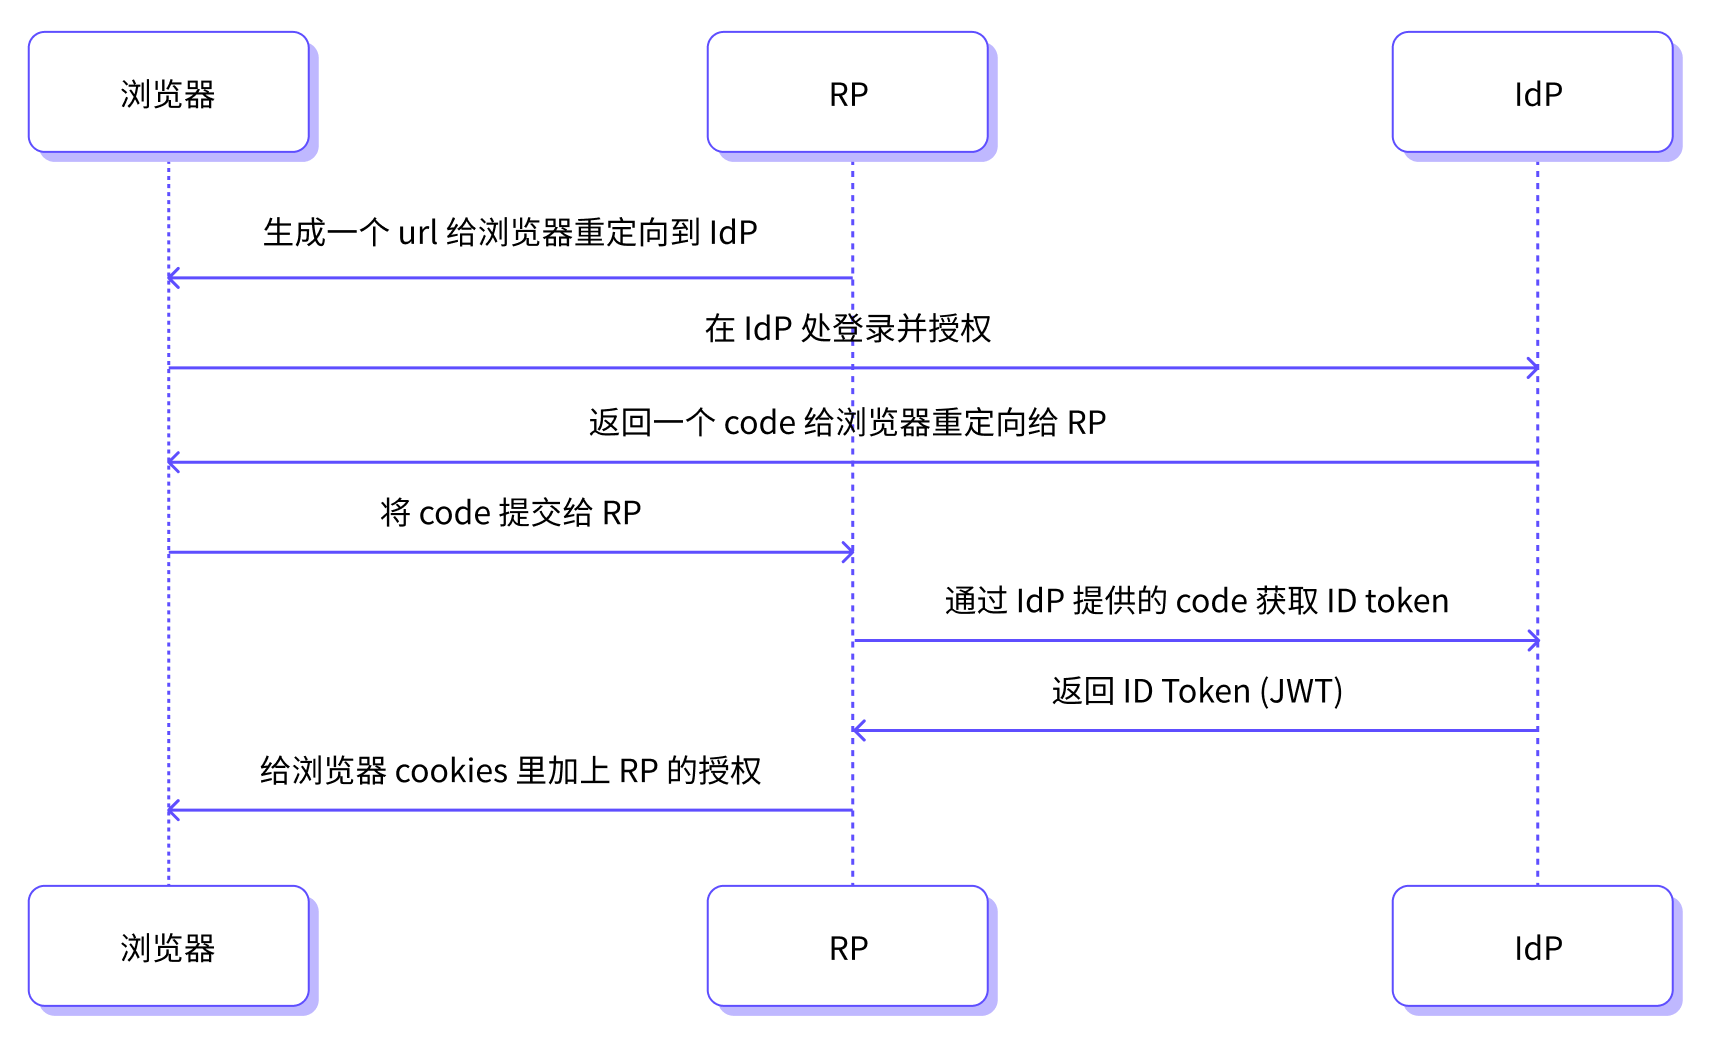 浏览器
RP
IdP
生成一个 url 给浏览器重定向到 IdP
在 IdP 处登录并授权
返回一个 code 给浏览器重定向给 RP
将 code 提交给 RP
通过 IdP 提供的 code 获取 ID token
返回 ID Token (JWT)
给浏览器 cookies 里加上 RP 的授权
浏览器
RP
IdP